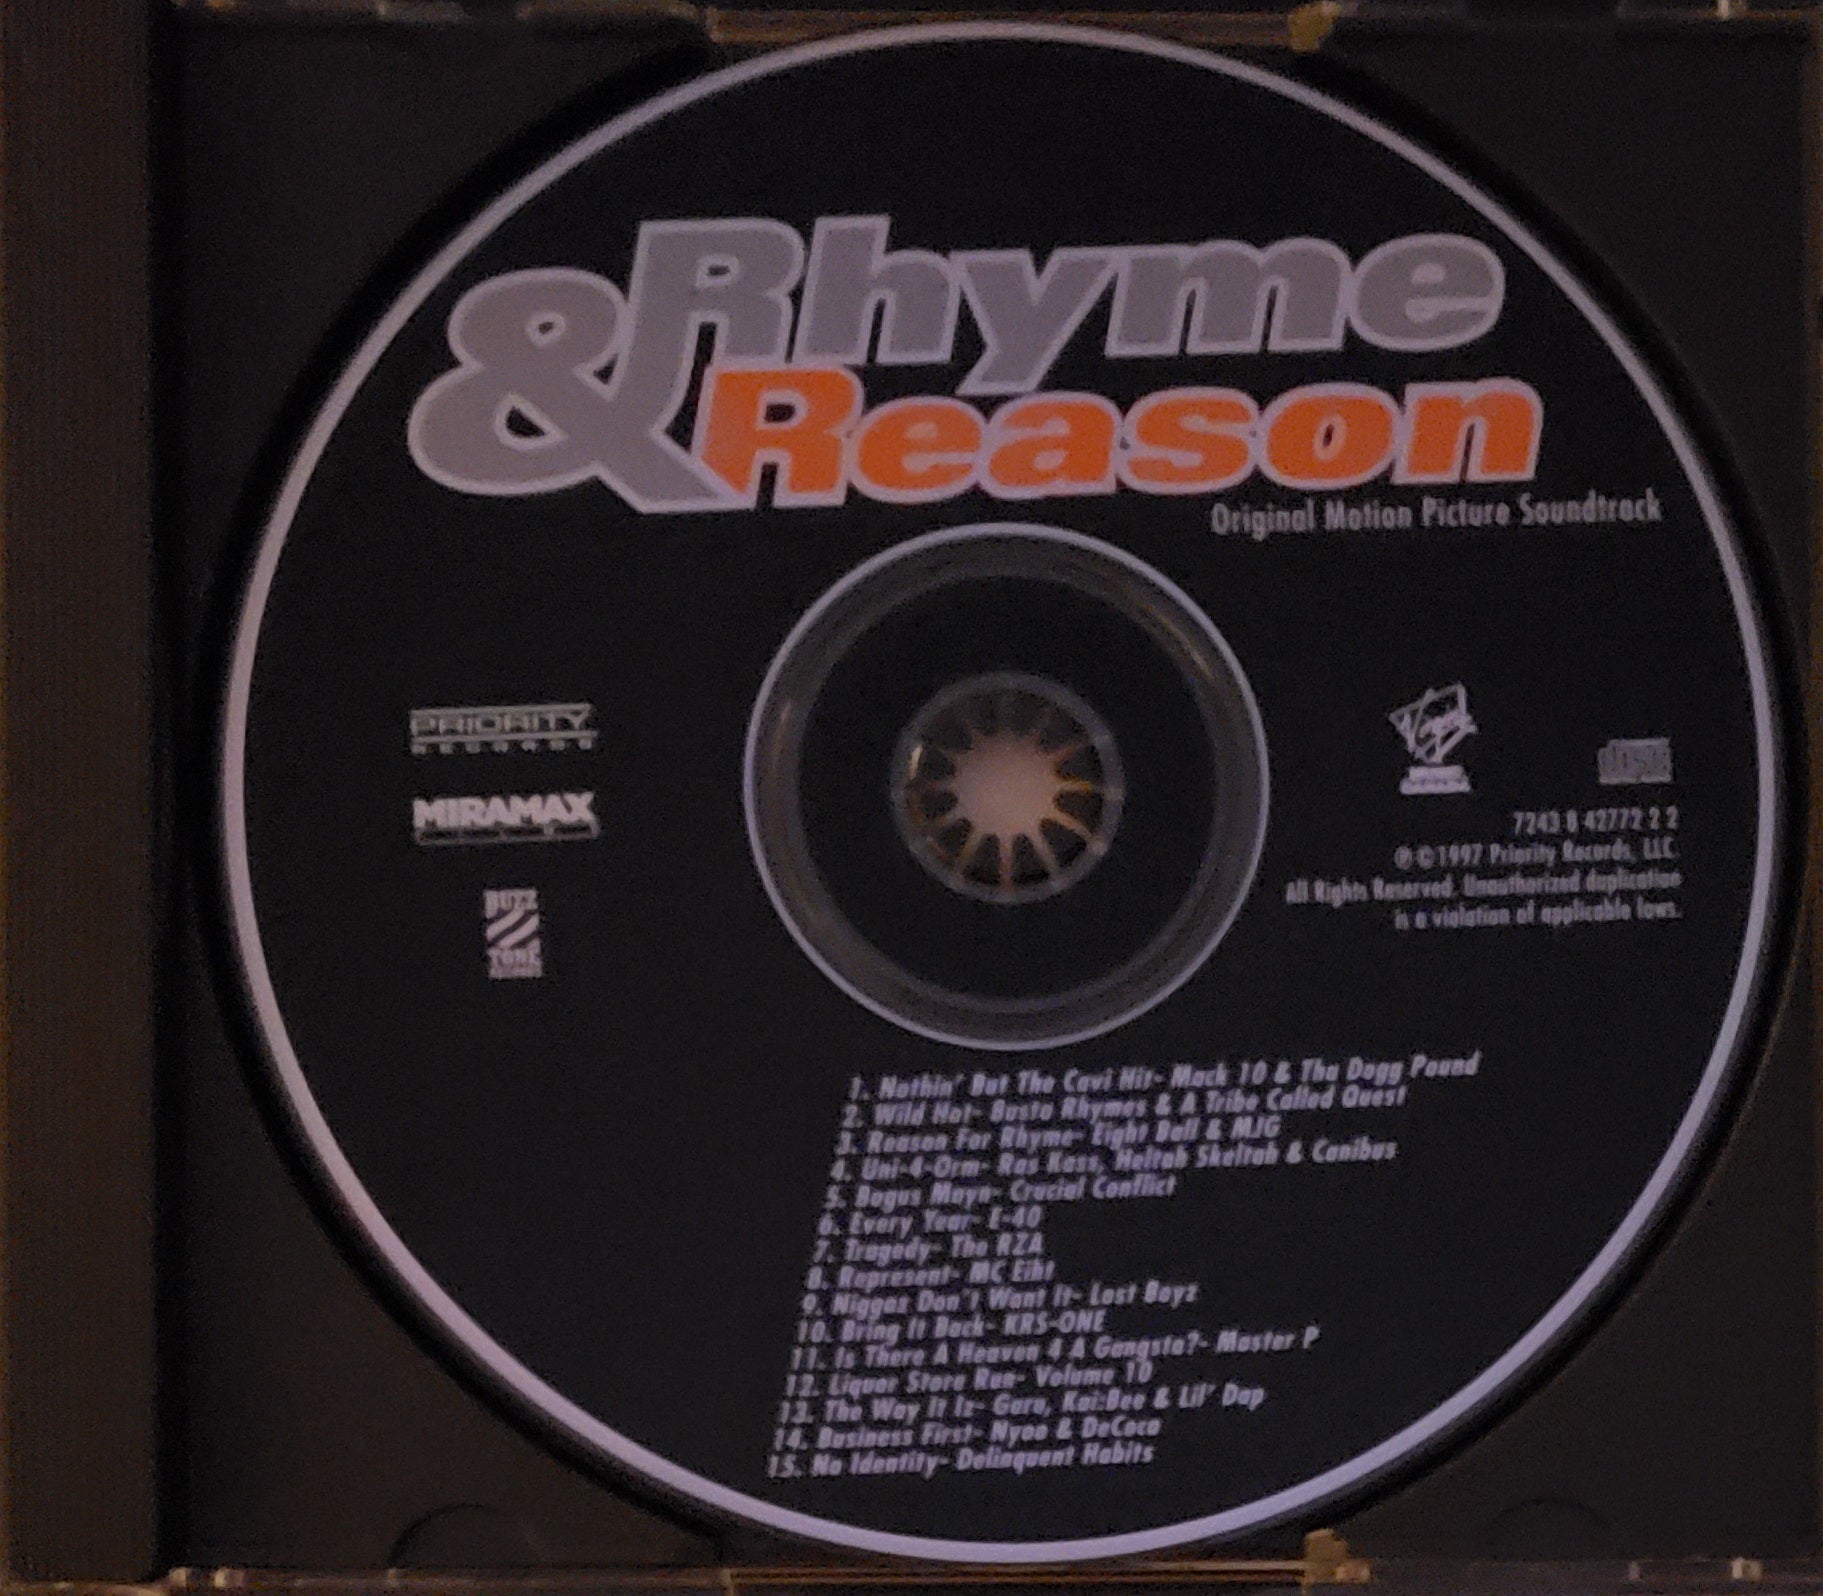 Rhyme
& Reason
Original Motion Picture Soundtrack
PRIORITY
RECORDS
MIRAMAX
BUZZ
TONE
7243 8 42772 2 2
℗ © 1997 Priority Records, LLC.
All Rights Reserved. Unauthorized duplication
is a violation of applicable laws.
1. Nothin' But The Cavi Hit- Mack 10 & Tha Dogg Pound
2. Wild Hot- Busta Rhymes & A Tribe Called Quest
3. Reason For Rhyme- Eight Ball & MJG
4. Uni-4-Orm- Ras Kass, Heltah Skeltah & Canibus
5. Bogus Mayn- Crucial Conflict
6. Every Year- E-40
7. Tragedy- The RZA
8. Represent- MC Eiht
9. Niggaz Don't Want It- Lost Boyz
10. Bring It Back- KRS-ONE
11. Is There A Heaven 4 A Gangsta?- Master P
12. Liquor Store Run- Volume 10
13. The Way It Iz- Guru, Kai:Bee & Lil' Dap
14. Business First- Nyoo & DeCoca
15. No Identity- Delinquent Habits